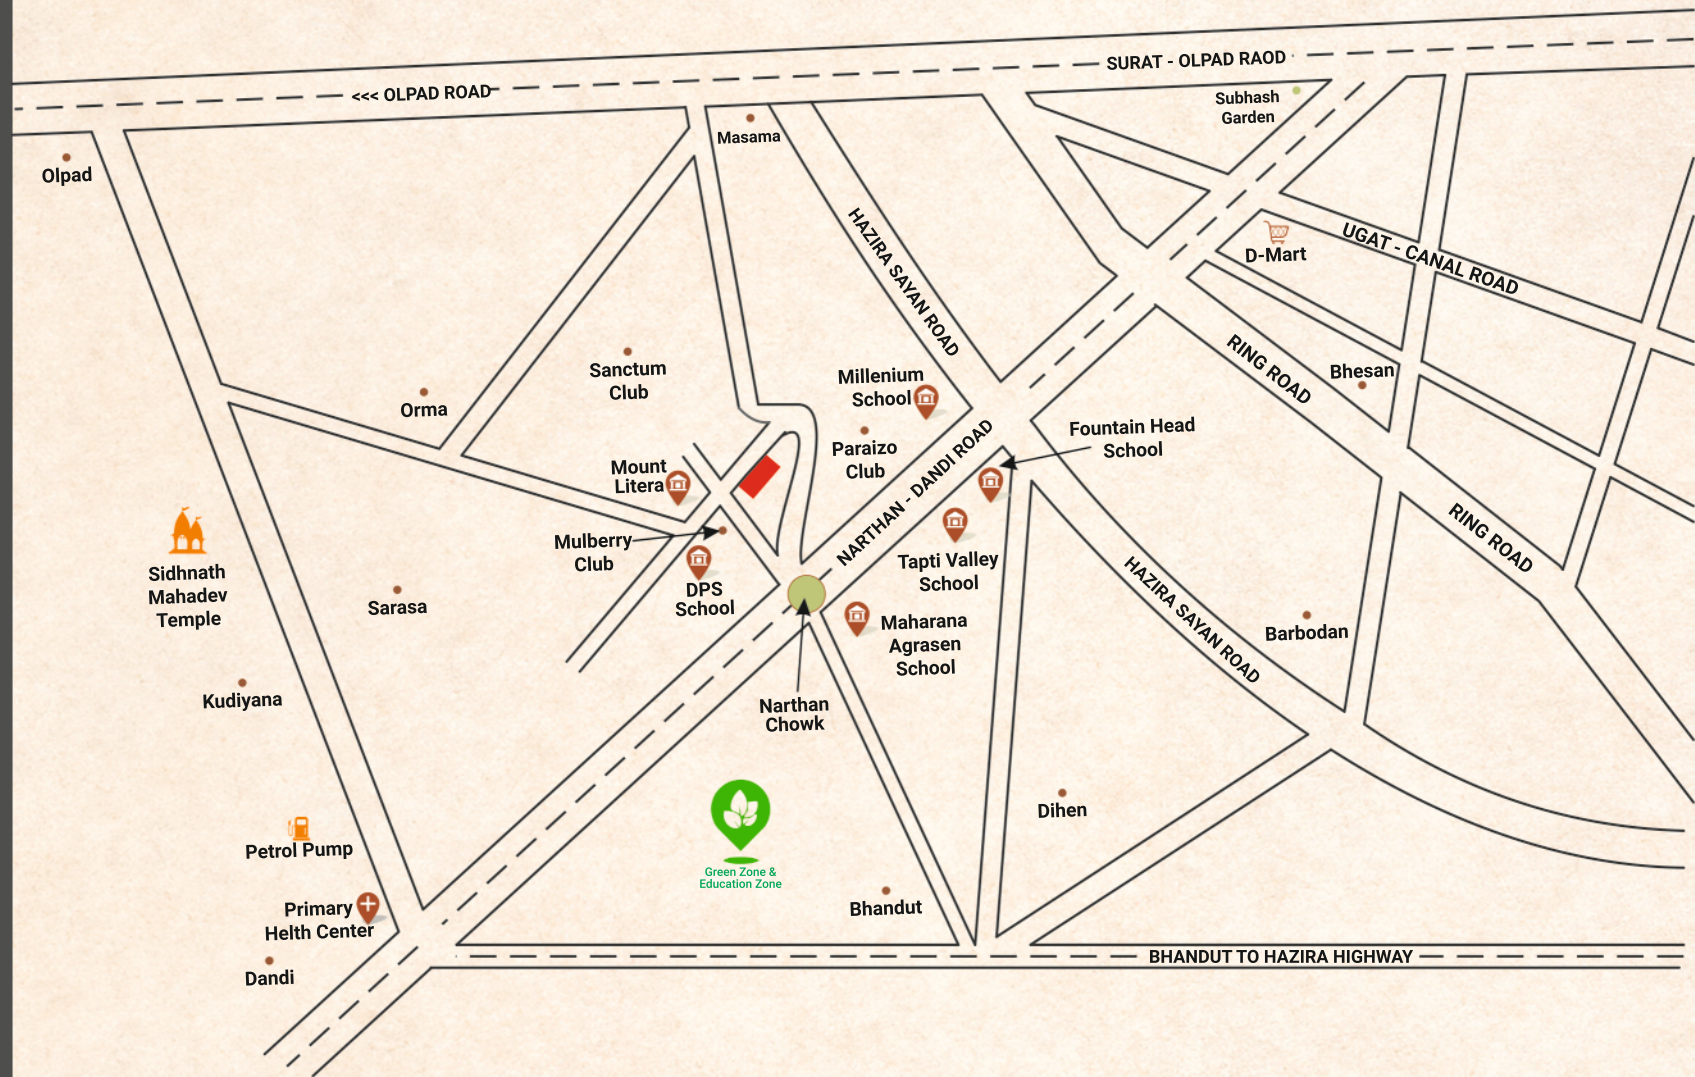 SURAT - OLPAD RAOD
<<< OLPAD ROAD
Subhash
Garden
Masama
Olpad
HAZIRA SAYAN ROAD
UGAT - CANAL ROAD
D-Mart
RING ROAD
Bhesan
Sanctum
Club
Orma
Millenium
School
Paraizo
Club
Fountain Head
School
NARTHAN - DANDI ROAD
Mount
Litera
RING ROAD
Mulberry
Club
DPS
School
Tapti Valley
School
Sidhnath
Mahadev
Temple
Sarasa
HAZIRA SAYAN ROAD
Maharana
Agrasen
School
Barbodan
Kudiyana
Narthan
Chowk
Dihen
Petrol Pump
Green Zone &
Education Zone
Primary
Helth Center
Bhandut
BHANDUT TO HAZIRA HIGHWAY
Dandi